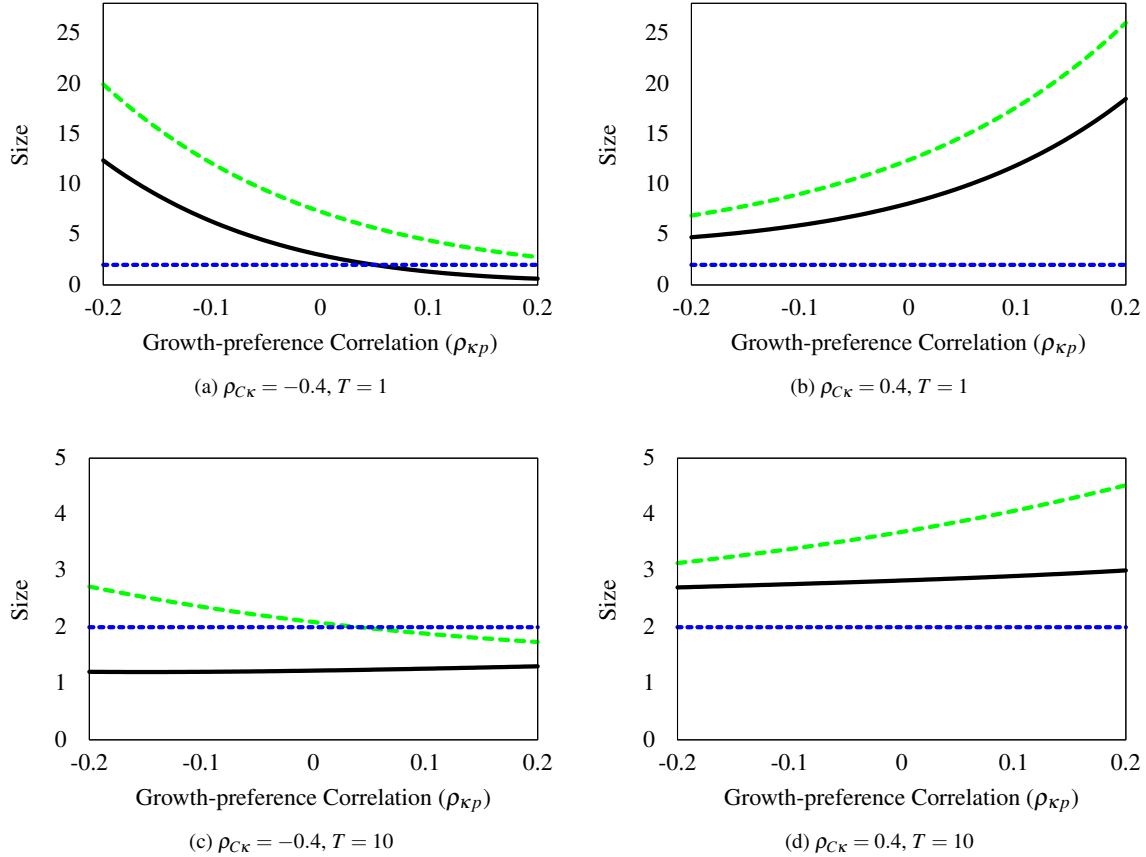 25
20
15
10
5
0
Size
-0.2 -0.1 0 0.1 0.2
Growth-preference Correlation (ρκp)
(a) ρCκ = −0.4, T = 1
25
20
15
10
5
0
Size
-0.2 -0.1 0 0.1 0.2
Growth-preference Correlation (ρκp)
(b) ρCκ = 0.4, T = 1
5
4
3
2
1
0
Size
-0.2 -0.1 0 0.1 0.2
Growth-preference Correlation (ρκp)
(c) ρCκ = −0.4, T = 10
5
4
3
2
1
0
Size
-0.2 -0.1 0 0.1 0.2
Growth-preference Correlation (ρκp)
(d) ρCκ = 0.4, T = 10